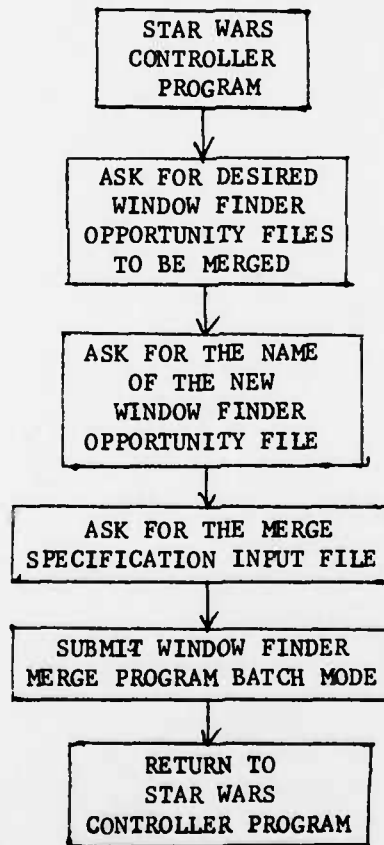 STAR WARS
CONTROLLER
PROGRAM
ASK FOR DESIRED
WINDOW FINDER
OPPORTUNITY FILES
TO BE MERGED
ASK FOR THE NAME
OF THE NEW
WINDOW FINDER
OPPORTUNITY FILE
ASK FOR THE MERGE
SPECIFICATION INPUT FILE
SUBMIT WINDOW FINDER
MERGE PROGRAM BATCH MODE
RETURN TO
STAR WARS
CONTROLLER PROGRAM